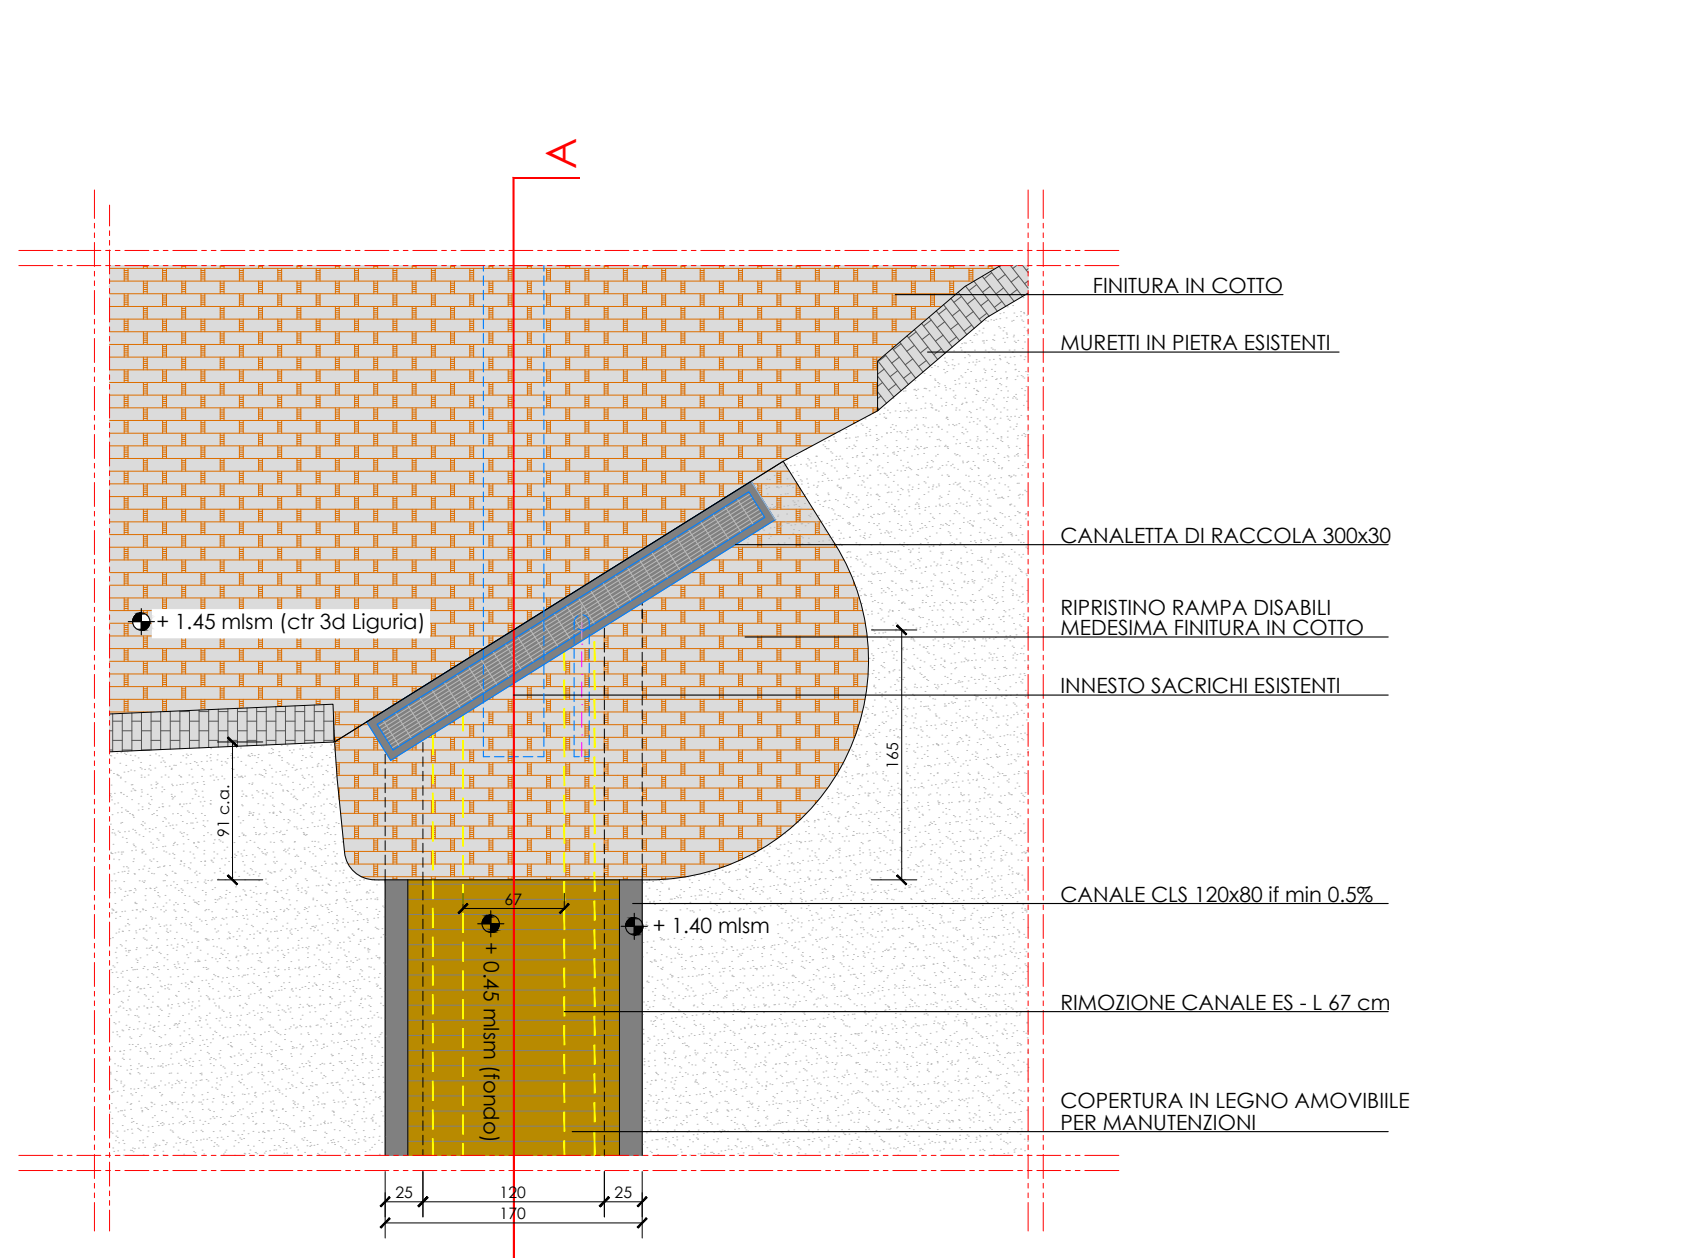 A
FINITURA IN COTTO
MURETTI IN PIETRA ESISTENTI
CANALETTA DI RACCOLA 300x30
RIPRISTINO RAMPA DISABILI
MEDESIMA FINITURA IN COTTO
+ 1.45 mlsm (ctr 3d Liguria)
INNESTO SACRICHI ESISTENTI
165
91 c.a.
CANALE CLS 120x80 if min 0.5%
67
+ 1.40 mlsm
+ 0.45 mlsm (fondo)
RIMOZIONE CANALE ES - L 67 cm
COPERTURA IN LEGNO AMOVIBIILE
PER MANUTENZIONI
25 120 25
170